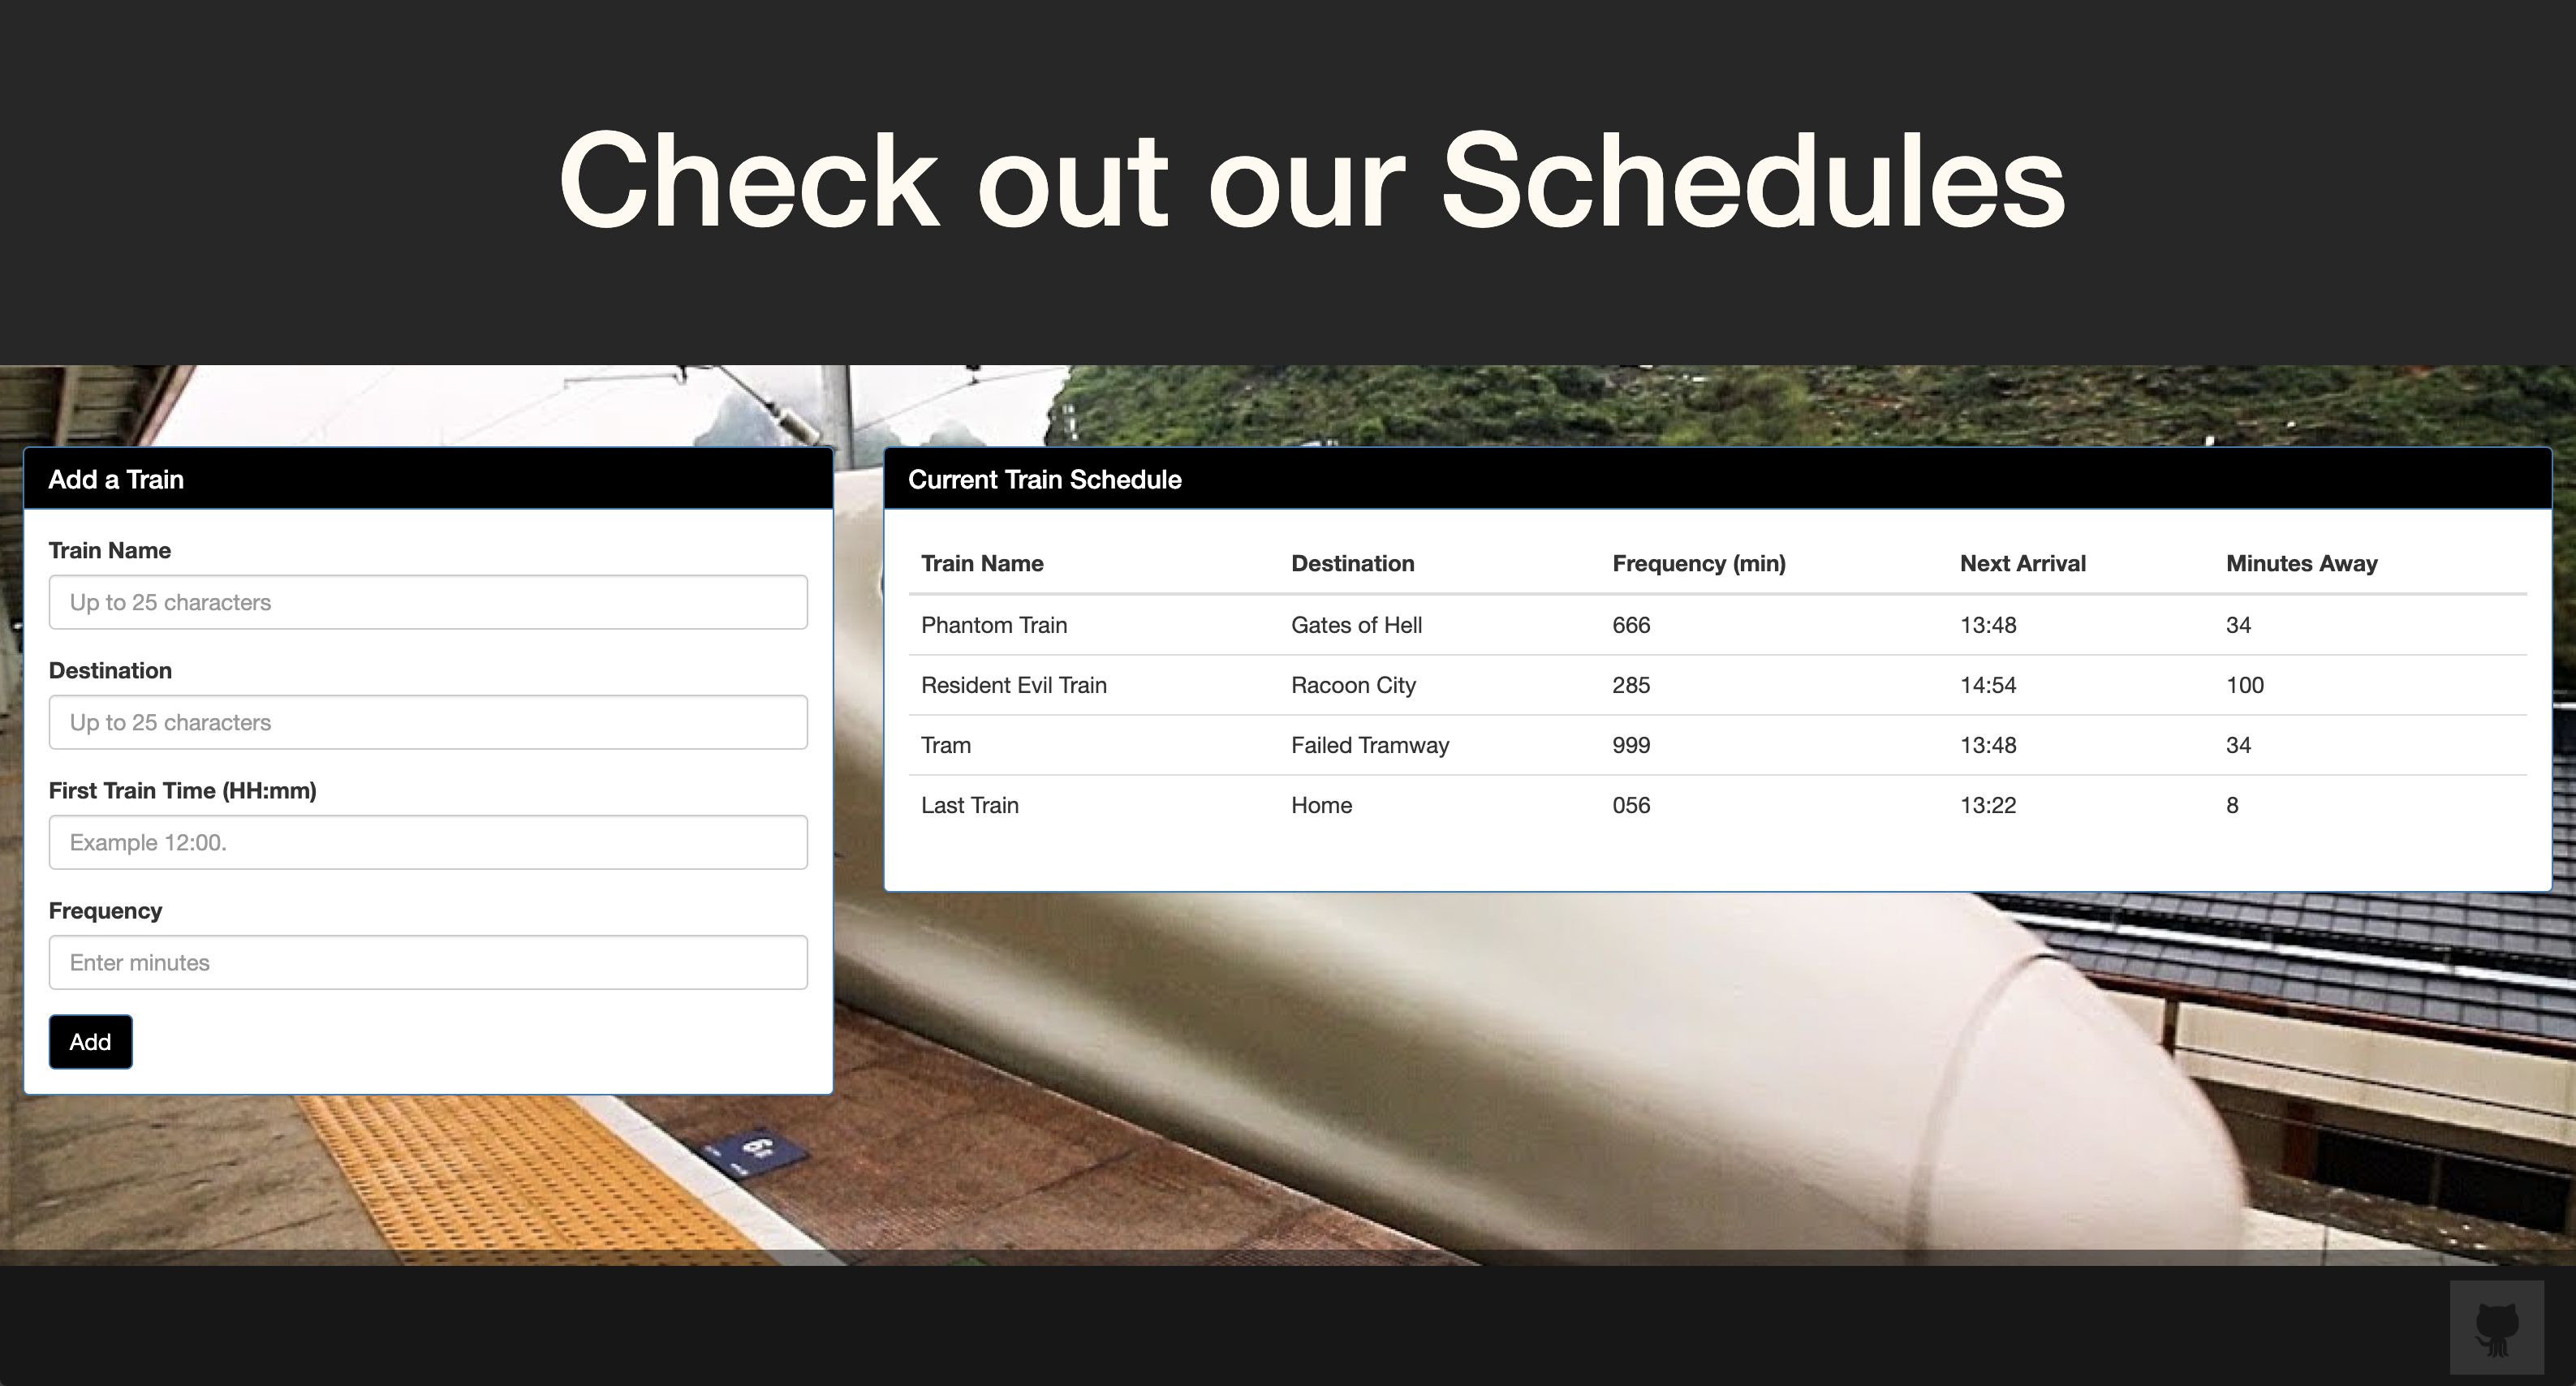 Check out our Schedules
Add a Train
Train Name
Up to 25 characters
Destination
Up to 25 characters
First Train Time (HH:mm)
Example 12:00.
Frequency
Enter minutes
Add
Current Train Schedule
Train Name Destination Frequency (min) Next Arrival Minutes Away
Phantom Train Gates of Hell 666 13:48 34
Resident Evil Train Racoon City 285 14:54 100
Tram Failed Tramway 999 13:48 34
Last Train Home 056 13:22 8